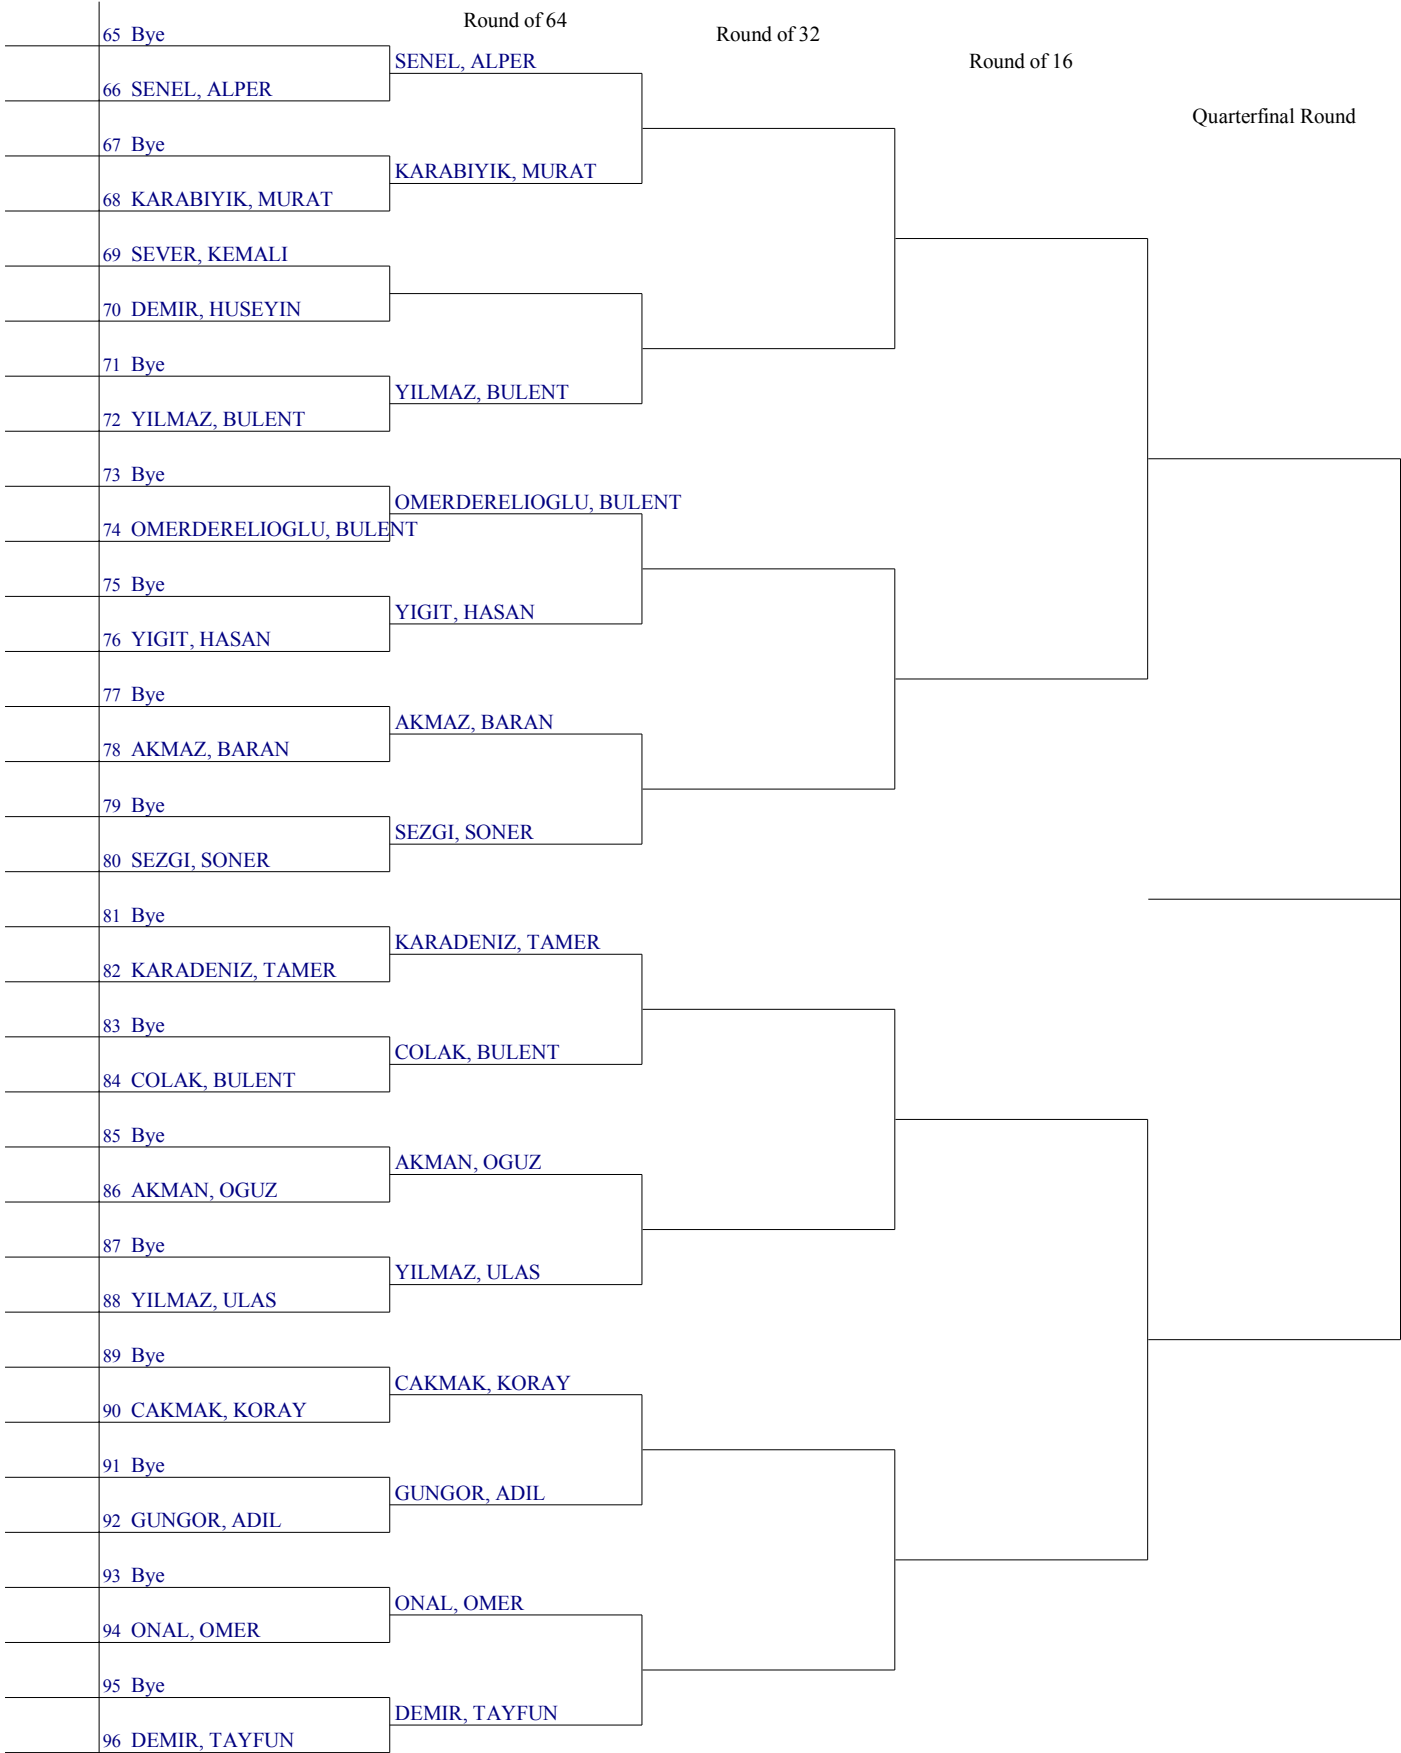 Round of 64
Round of 32
Round of 16
Quarterfinal Round
65 Bye
SENEL, ALPER
66 SENEL, ALPER
67 Bye
KARABIYIK, MURAT
68 KARABIYIK, MURAT
69 SEVER, KEMALI
70 DEMIR, HUSEYIN
71 Bye
YILMAZ, BULENT
72 YILMAZ, BULENT
73 Bye
OMERDERELIOGLU, BULENT
74 OMERDERELIOGLU, BULENT
75 Bye
YIGIT, HASAN
76 YIGIT, HASAN
77 Bye
AKMAZ, BARAN
78 AKMAZ, BARAN
79 Bye
SEZGI, SONER
80 SEZGI, SONER
81 Bye
KARADENIZ, TAMER
82 KARADENIZ, TAMER
83 Bye
COLAK, BULENT
84 COLAK, BULENT
85 Bye
AKMAN, OGUZ
86 AKMAN, OGUZ
87 Bye
YILMAZ, ULAS
88 YILMAZ, ULAS
89 Bye
CAKMAK, KORAY
90 CAKMAK, KORAY
91 Bye
GUNGOR, ADIL
92 GUNGOR, ADIL
93 Bye
ONAL, OMER
94 ONAL, OMER
95 Bye
DEMIR, TAYFUN
96 DEMIR, TAYFUN